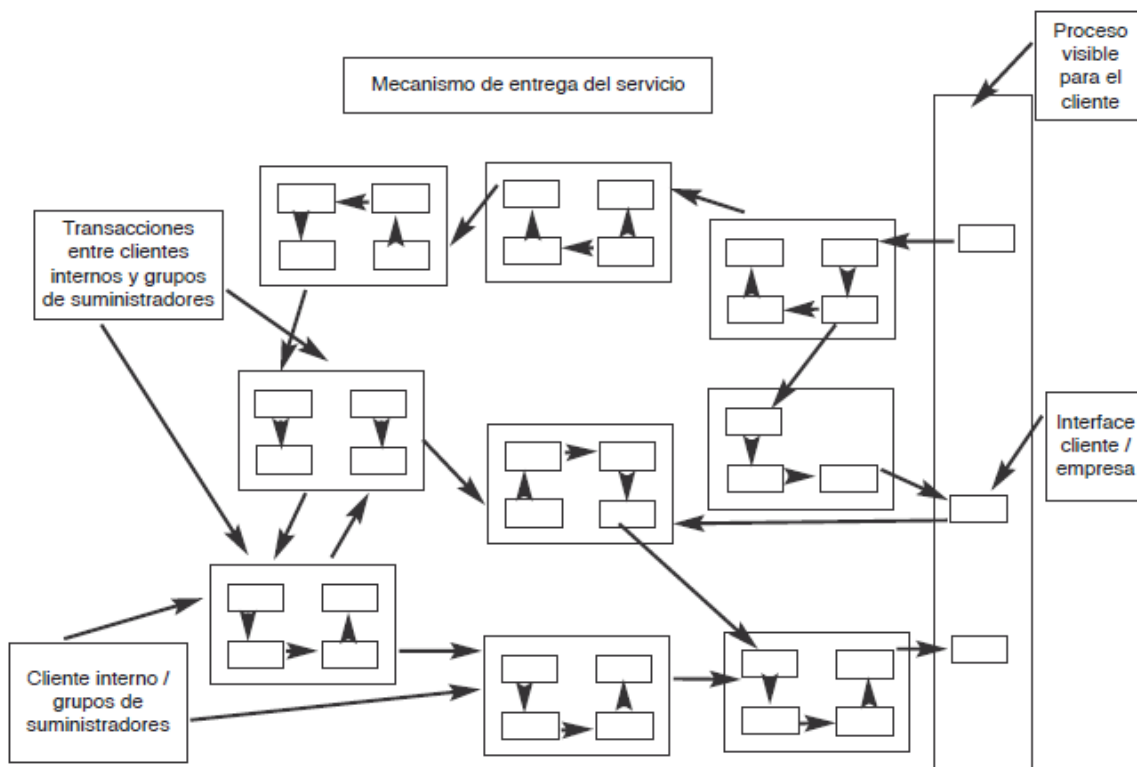 Proceso
visible
para el
cliente
Mecanismo de entrega del servicio
Transacciones
entre clientes
internos y grupos
de suministradores
Interface
cliente /
empresa
Cliente interno /
grupos de
suministradores